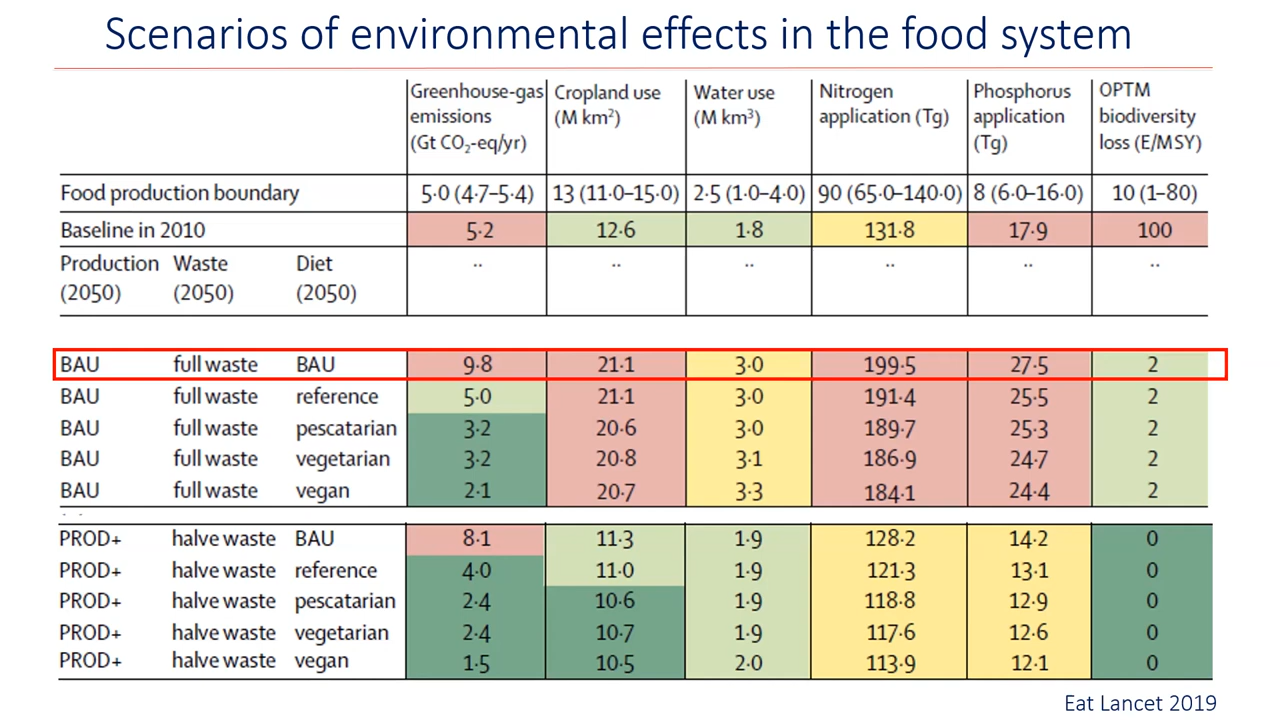 Scenarios of environmental effects in the food system
Greenhouse-gas emissions (Gt CO₂-eq/yr) Cropland use (M km²) Water use (M km³) Nitrogen application (Tg) Phosphorus application (Tg) OPTM biodiversity loss (E/MSY)
Food production boundary 5·0 (4·7–5·4) 13 (11·0–15·0) 2·5 (1·0–4·0) 90 (65·0–140·0) 8 (6·0–16·0) 10 (1–80)
Baseline in 2010 5·2 12·6 1·8 131·8 17·9 100
Production (2050) Waste (2050) Diet (2050) ·· ·· ·· ·· ·· ··
BAU full waste BAU 9·8 21·1 3·0 199·5 27·5 2
BAU full waste reference 5·0 21·1 3·0 191·4 25·5 2
BAU full waste pescatarian 3·2 20·6 3·0 189·7 25·3 2
BAU full waste vegetarian 3·2 20·8 3·1 186·9 24·7 2
BAU full waste vegan 2·1 20·7 3·3 184·1 24·4 2
PROD+ halve waste BAU 8·1 11·3 1·9 128·2 14·2 0
PROD+ halve waste reference 4·0 11·0 1·9 121·3 13·1 0
PROD+ halve waste pescatarian 2·4 10·6 1·9 118·8 12·9 0
PROD+ halve waste vegetarian 2·4 10·7 1·9 117·6 12·6 0
PROD+ halve waste vegan 1·5 10·5 2·0 113·9 12·1 0
Eat Lancet 2019